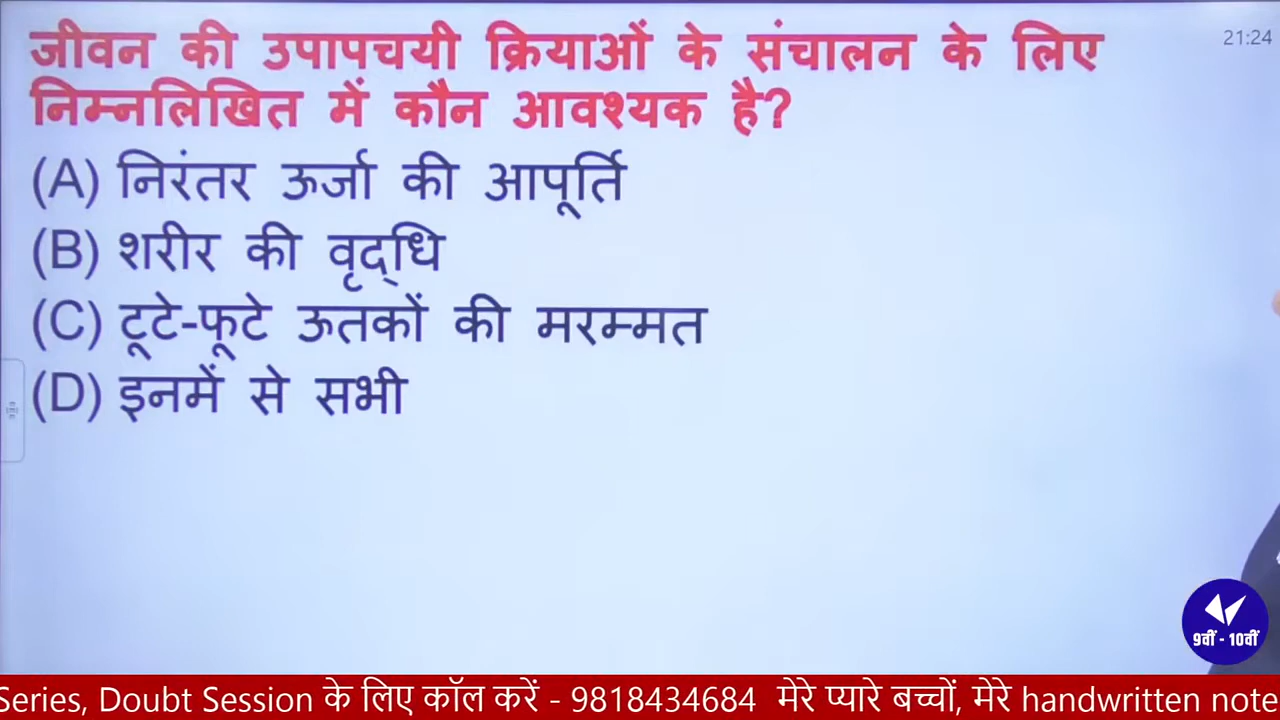 जीवन की उपापचयी क्रियाओं के संचालन के लिए
21:24
निम्नलिखित में कौन आवश्यक है?
(A) निरंतर ऊर्जा की आपूर्ति
(B) शरीर की वृद्‌धि
(C) टूटे-फूटे ऊतकों की मरम्मत
(D) इनमें से सभी
9वीं - 10वीं
Series, Doubt Session के लिए कॉल करें - 9818434684 मेरे प्यारे बच्चों, मेरे handwritten note